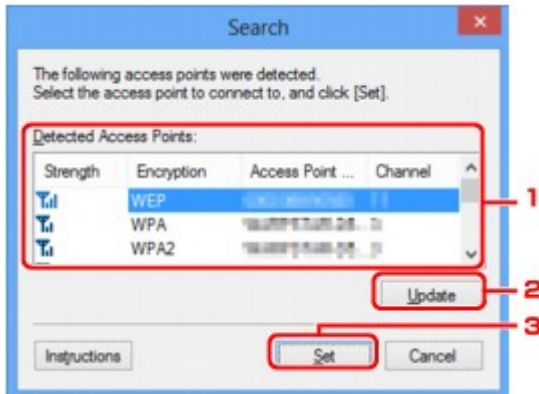 Search
The following access points were detected.
Select the access point to connect to, and click [Set].
Detected Access Points:
Strength Encryption Access Point ... Channel
WEP
WPA
WPA2
1
Update
2
3
Instructions Set Cancel